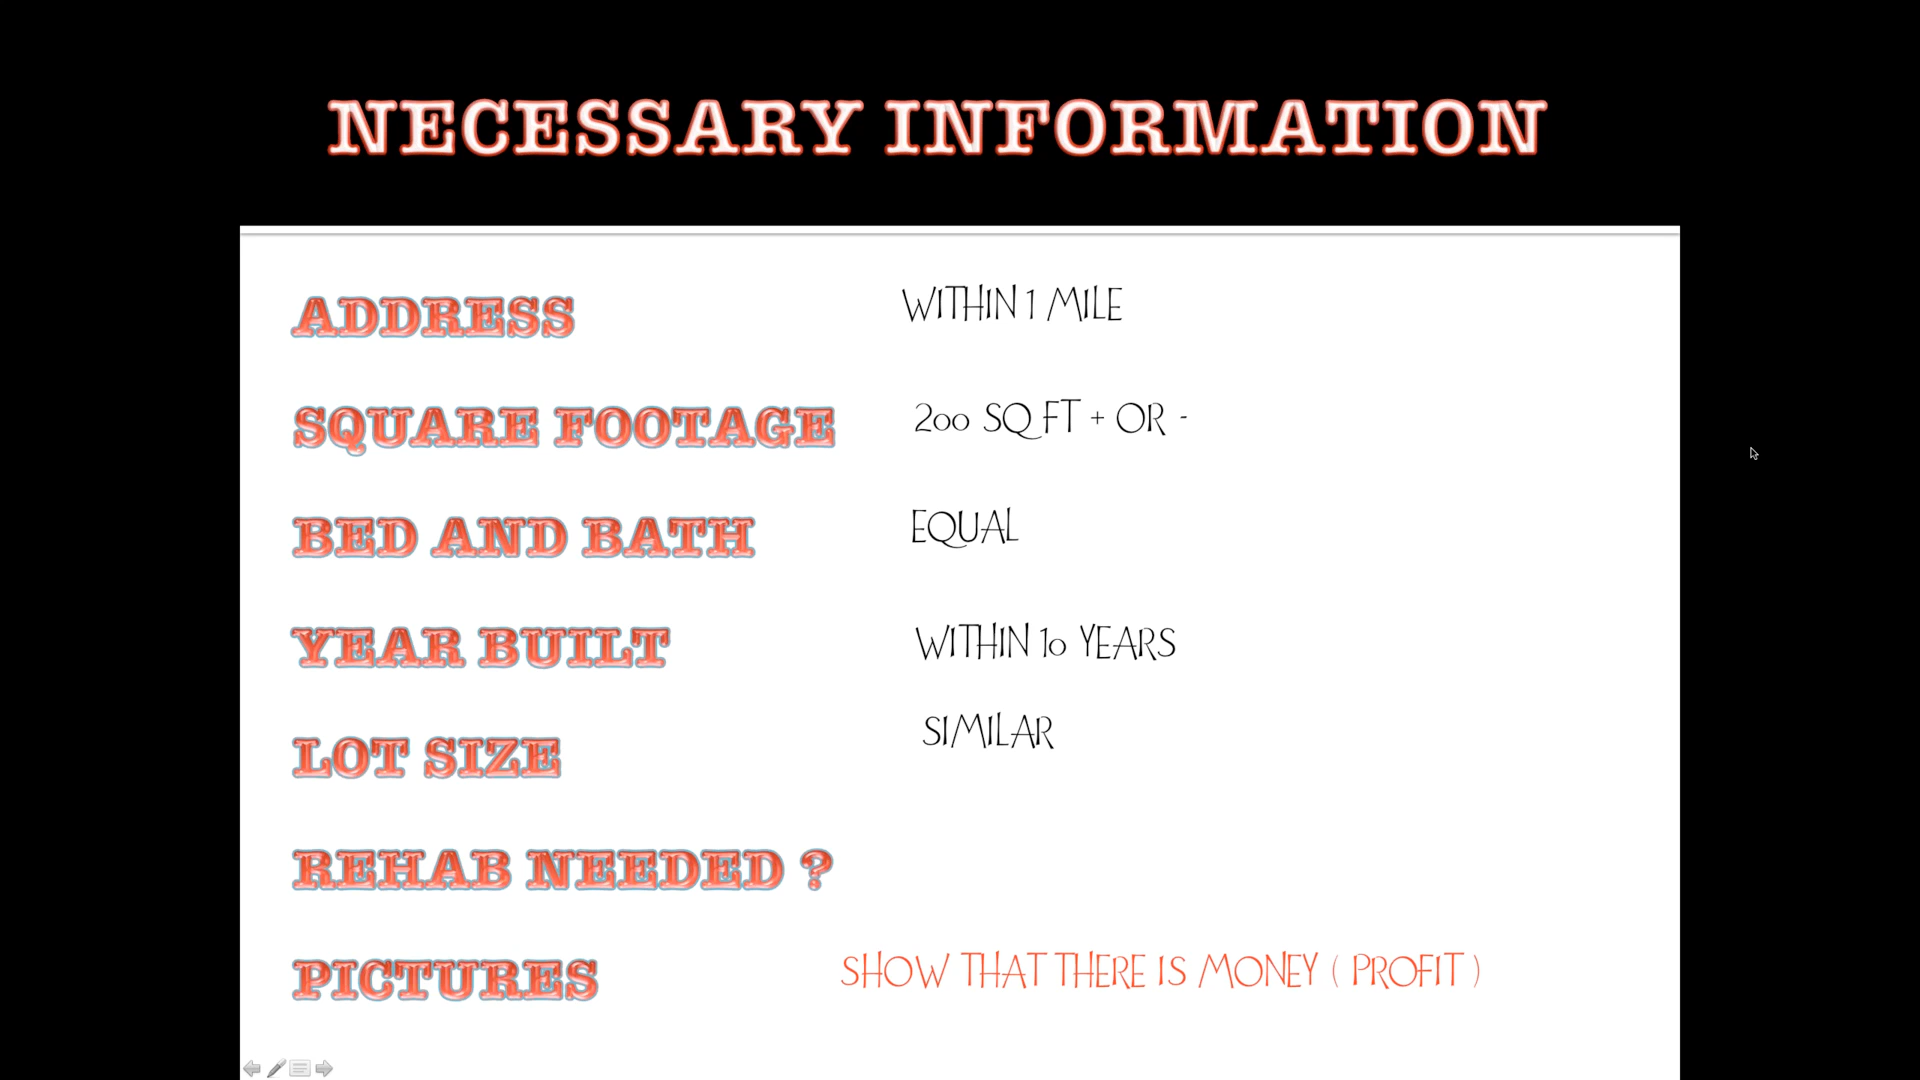 NECESSARY INFORMATION
ADDRESS WITHIN 1 MILE
SQUARE FOOTAGE 200 SQ FT + OR -
BED AND BATH EQUAL
YEAR BUILT WITHIN 10 YEARS
LOT SIZE SIMILAR
REHAB NEEDED ?
PICTURES SHOW THAT THERE IS MONEY ( PROFIT )